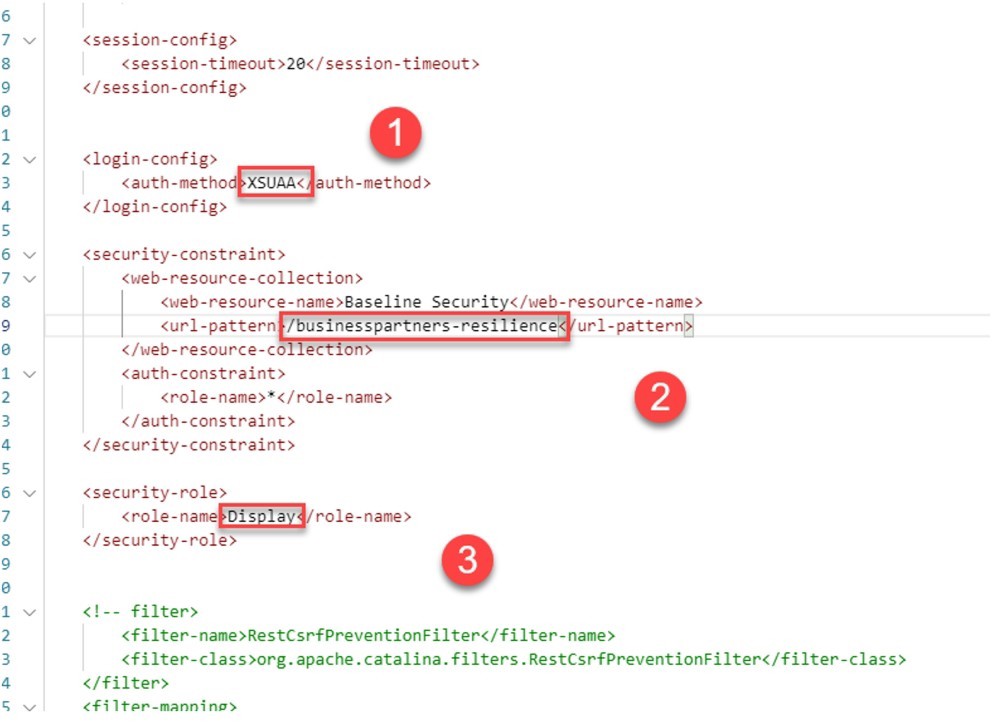 6
7 <session-config>
8 <session-timeout>20</session-timeout>
9 </session-config>
0
1
1
2 <login-config>
3 <auth-method>XSUAA</auth-method>
4 </login-config>
5
6 <security-constraint>
7 <web-resource-collection>
8 <web-resource-name>Baseline Security</web-resource-name>
9 <url-pattern>/businesspartners-resilience</url-pattern>
0 </web-resource-collection>
1 <auth-constraint>
2 <role-name>*</role-name>
2
3 </auth-constraint>
4 </security-constraint>
5
6 <security-role>
7 <role-name>Display</role-name>
8 </security-role>
3
9
0
1 <!-- filter>
2 <filter-name>RestCsrfPreventionFilter</filter-name>
3 <filter-class>org.apache.catalina.filters.RestCsrfPreventionFilter</filter-class>
4 </filter>
5 <filter-mapping>